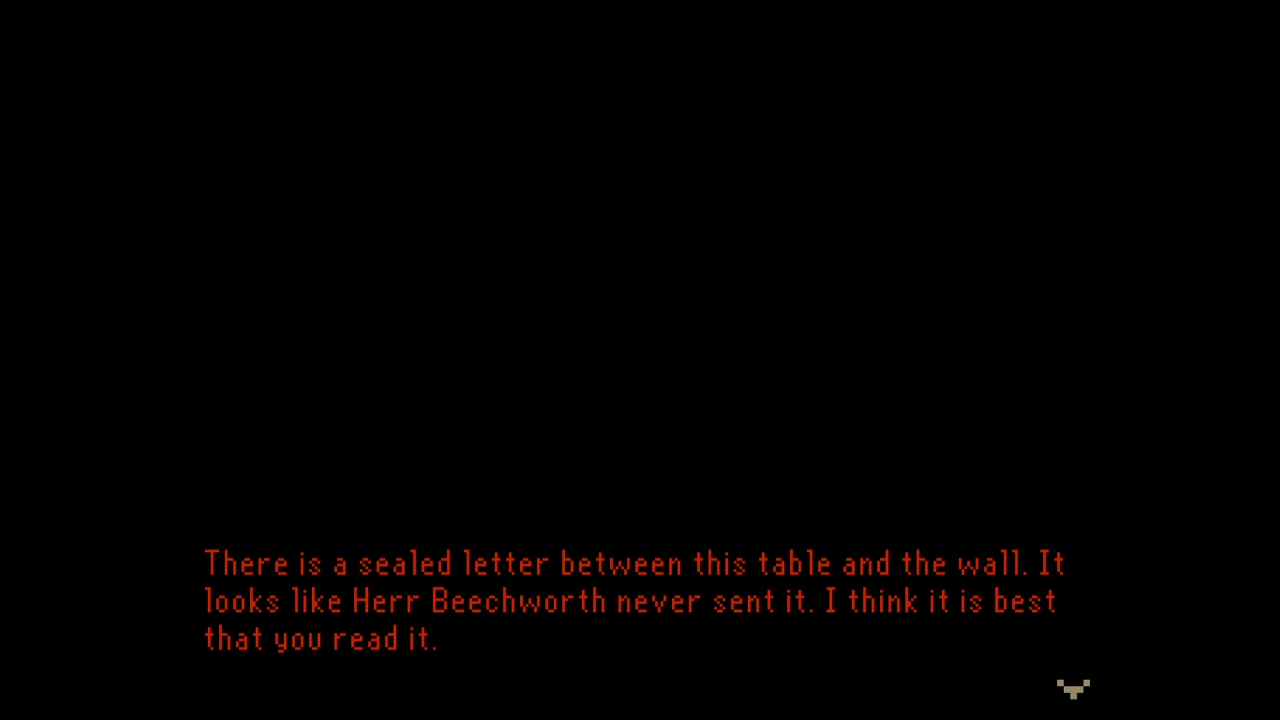 There is a sealed letter between this table and the wall. It
looks like Herr Beechworth never sent it. I think it is best
that you read it.